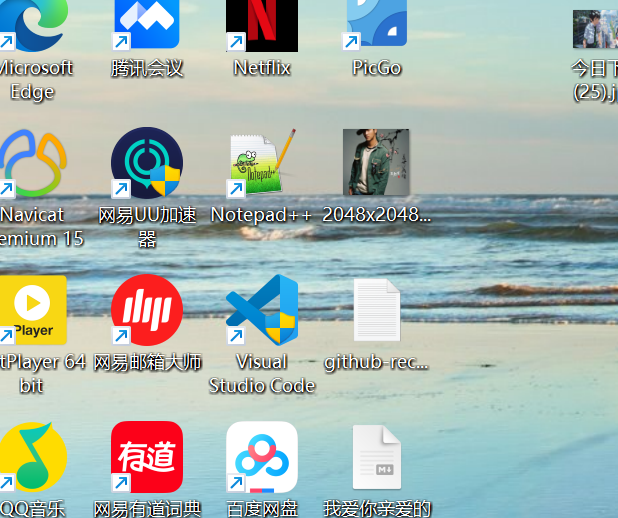 Microsoft
Edge
腾讯会议
Netflix
PicGo
今日下
(25).j
Navicat
emium 15
网易UU加速
器
Notepad++
Notepad++
2048x2048...
Player
tPlayer 64
bit
网易邮箱大师
Visual
Studio Code
github-rec...
有道
M
QQ音乐
网易有道词典
百度网盘
我爱你亲爱的